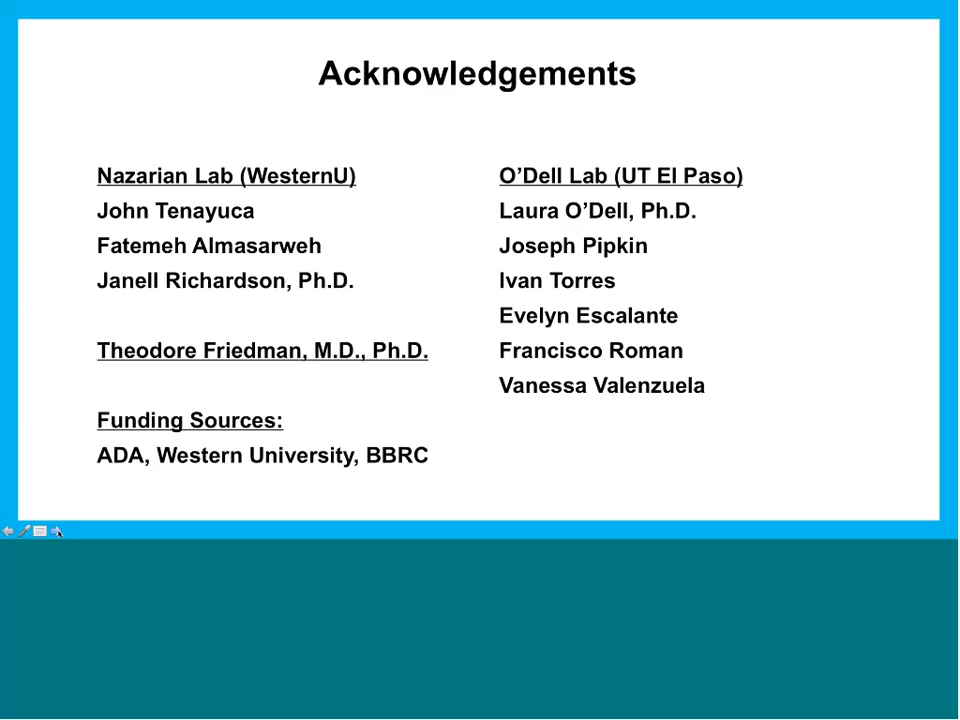 Acknowledgements
Nazarian Lab (WesternU)
John Tenayuca
Fatemeh Almasarweh
Janell Richardson, Ph.D.
Theodore Friedman, M.D., Ph.D.
Funding Sources:
ADA, Western University, BBRC
O’Dell Lab (UT El Paso)
Laura O’Dell, Ph.D.
Joseph Pipkin
Ivan Torres
Evelyn Escalante
Francisco Roman
Vanessa Valenzuela